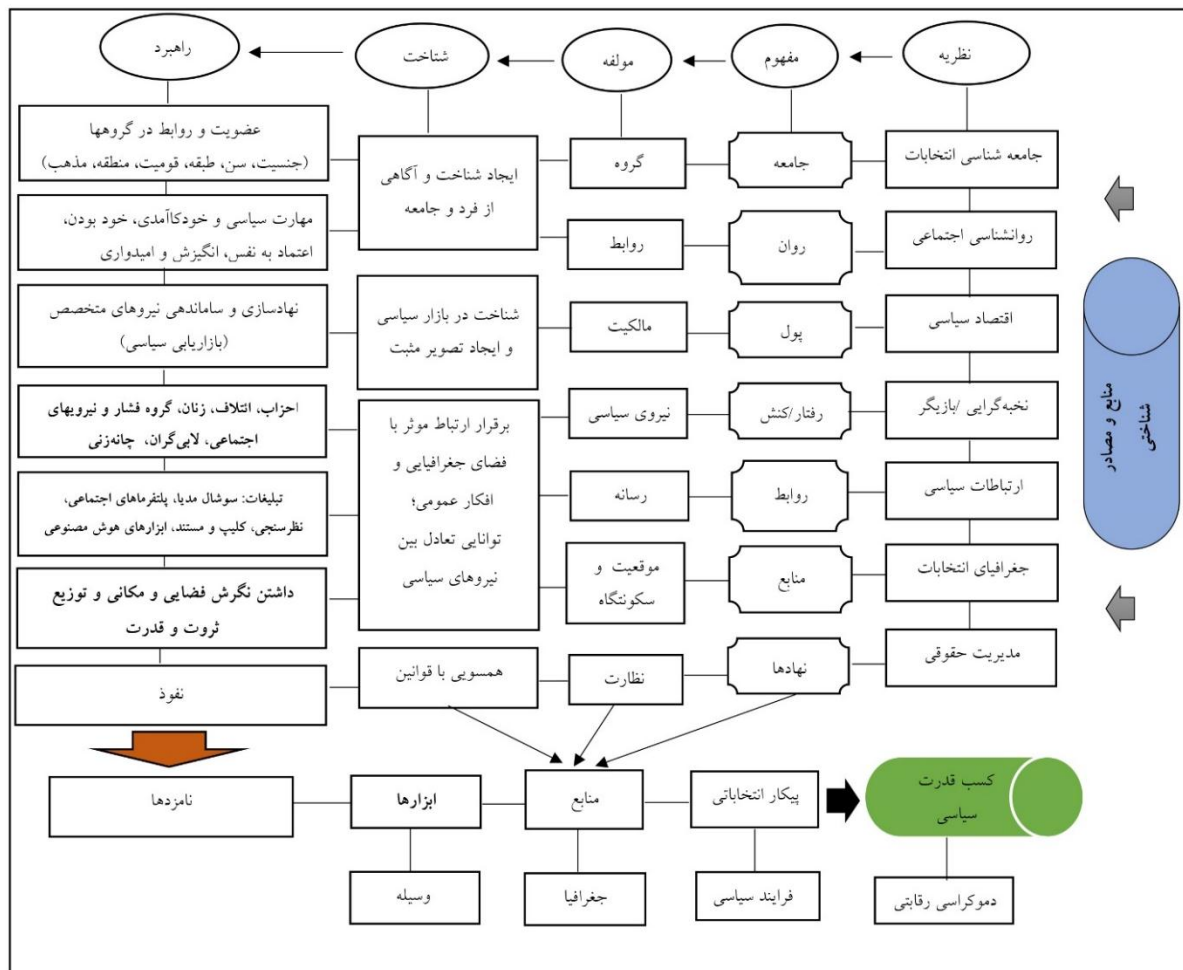 نظریه
مفهوم
مولفه
شناخت
راهبرد
جامعه شناسی انتخابات
جامعه
گروه
ایجاد شناخت و آگاهی
از فرد و جامعه
عضویت و روابط در گروهها
(جنسیت، سن، طبقه، قومیت، منطقه، مذهب)
روانشناسی اجتماعی
روان
روابط
مهارت سیاسی و خودکاآمدی، خود بودن،
اعتماد به نفس، انگیزش و امیدواری
اقتصاد سیاسی
پول
مالکیت
شناخت در بازار سیاسی
و ایجاد تصویر مثبت
نهادسازی و ساماندهی نیروهای متخصص
(بازاریابی سیاسی)
نخبه‌گرایی /بازیگر
رفتار/کنش
نیروی سیاسی
برقرار ارتباط موثر با
فضای جغرافیایی و
افکار عمومی؛
توانایی تعادل بین
نیروهای سیاسی
احزاب، ائتلاف، زنان، گروه فشار و نیرویهای
اجتماعی، لابی‌گران، چانه‌زنی
ارتباطات سیاسی
روابط
رسانه
تبلیغات: سوشال مدیا، پلتفرماهای اجتماعی،
نظرسنجی، کلیپ و مستند، ابزارهای هوش مصنوعی
جغرافیای انتخابات
منابع
موقعیت و
سکونتگاه
داشتن نگرش فضایی و مکانی و توزیع
ثروت و قدرت
مدیریت حقوقی
نهادها
نظارت
همسویی با قوانین
نفوذ
منابع و مصادر
شناختی
کسب قدرت
سیاسی
پیکار انتخاباتی
منابع
ابزارها
نامزدها
دموکراسی رقابتی
فرایند سیاسی
جغرافیا
وسیله